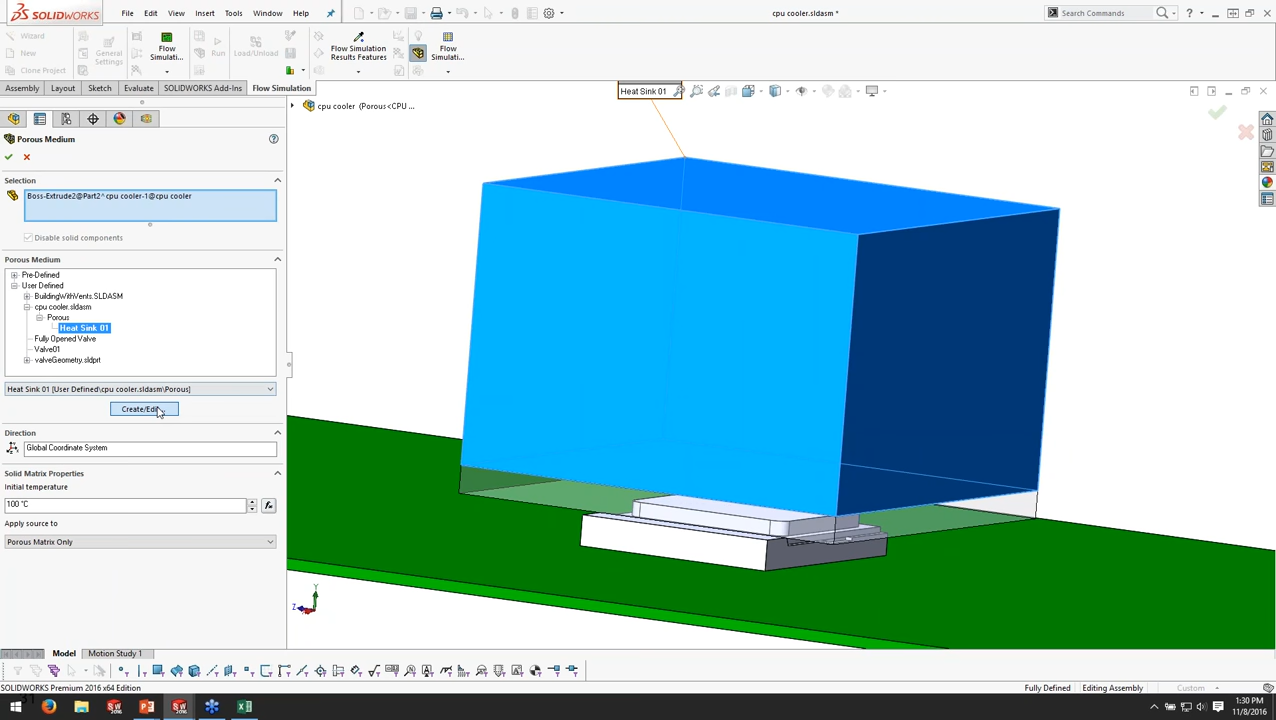 SOLIDWORKS
File Edit View Insert Tools Window Help
cpu cooler.sldasm *
Search Commands
Wizard
New
Clone Project
General Settings
Flow Simulati...
Run
Load/Unload
Flow Simulation Results Features
Flow Simulati...
Assembly Layout Sketch Evaluate SOLIDWORKS Add-Ins Flow Simulation
Heat Sink 01
cpu cooler (Porous<CPU ...
Porous Medium
Selection
Boss-Extrude2@Part2^cpu cooler-1@cpu cooler
Disable solid components
Porous Medium
Pre-Defined
User Defined
BuildingWithVents.SLDASM
cpu cooler.sldasm
Porous
Heat Sink 01
Fully Opened Valve
Valve01
valveGeometry.sldprt
Heat Sink 01 [User Defined\cpu cooler.sldasm\Porous]
Create/Edit...
Direction
Global Coordinate System
Solid Matrix Properties
Initial temperature
100 °C
Apply source to
Porous Matrix Only
Y
Z
Model Motion Study 1
SOLIDWORKS Premium 2016 x64 Edition
Fully Defined Editing Assembly Custom
1:30 PM
11/8/2016